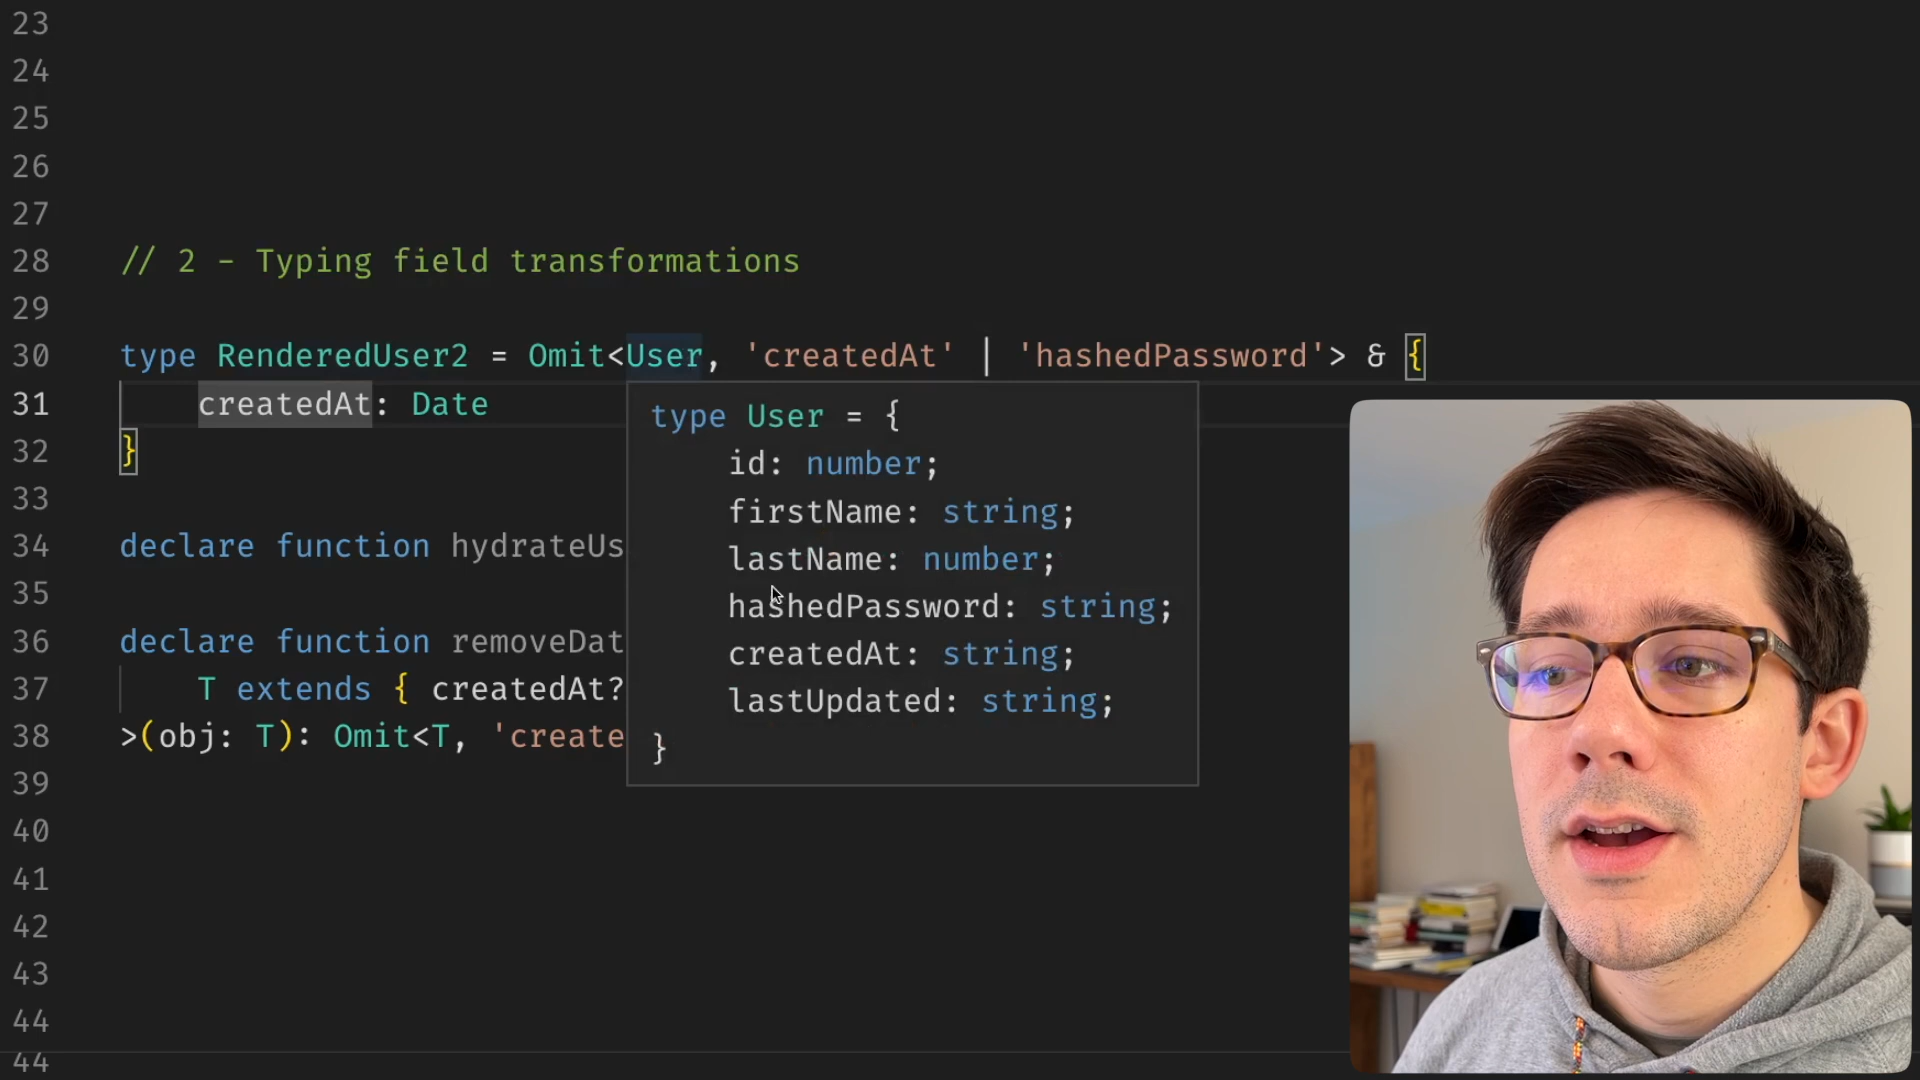 23
24
25
26
27
28 // 2 - Typing field transformations
29
30 type RenderedUser2 = Omit<User, 'createdAt' | 'hashedPassword'> & {
31 createdAt: Date
type User = {
32 }
id: number;
33
firstName: string;
34 declare function hydrateUs
lastName: number;
35
hashedPassword: string;
36 declare function removeDat
createdAt: string;
37 T extends { createdAt?
lastUpdated: string;
38 >(obj: T): Omit<T, 'create
}
39
40
41
42
43
44
44